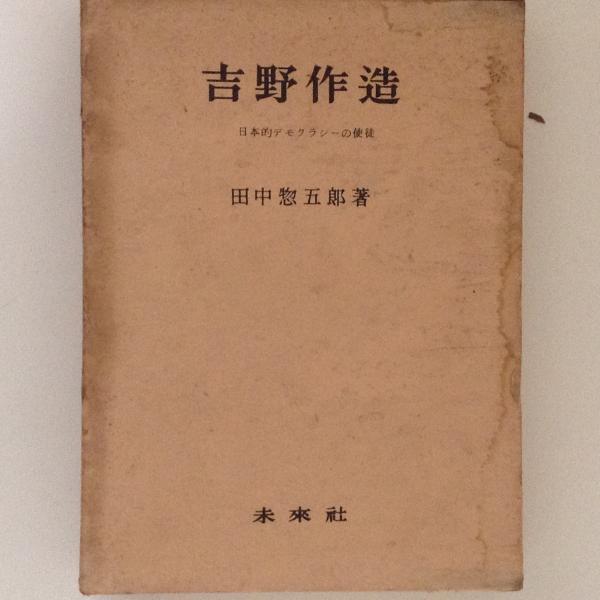 吉野作造
日本的デモクラシーの使徒
田中惣五郎著
未來社